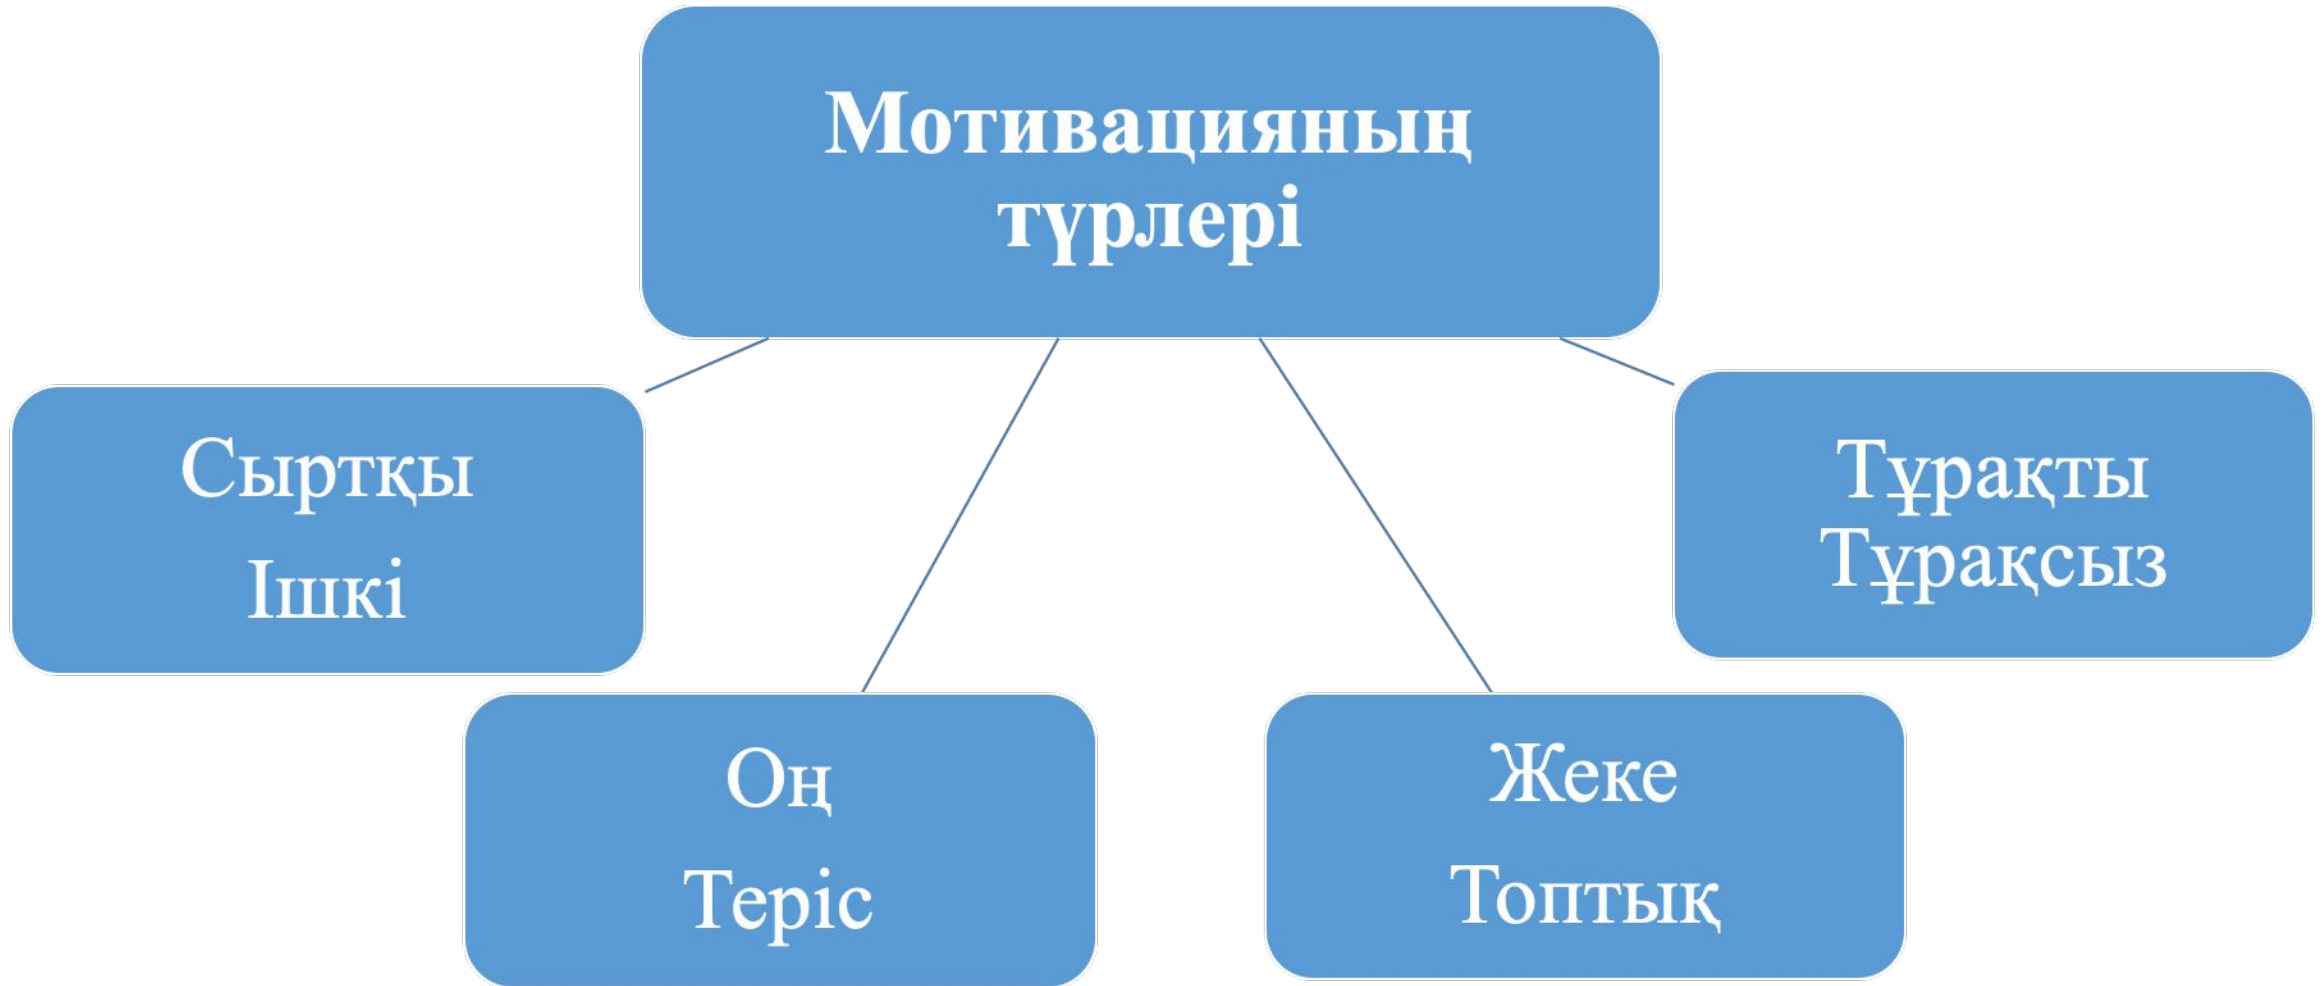 Мотивацияның
түрлері
Сыртқы
Ішкі
Оң
Теріс
Жеке
Топтық
Тұрақты
Тұрақсыз